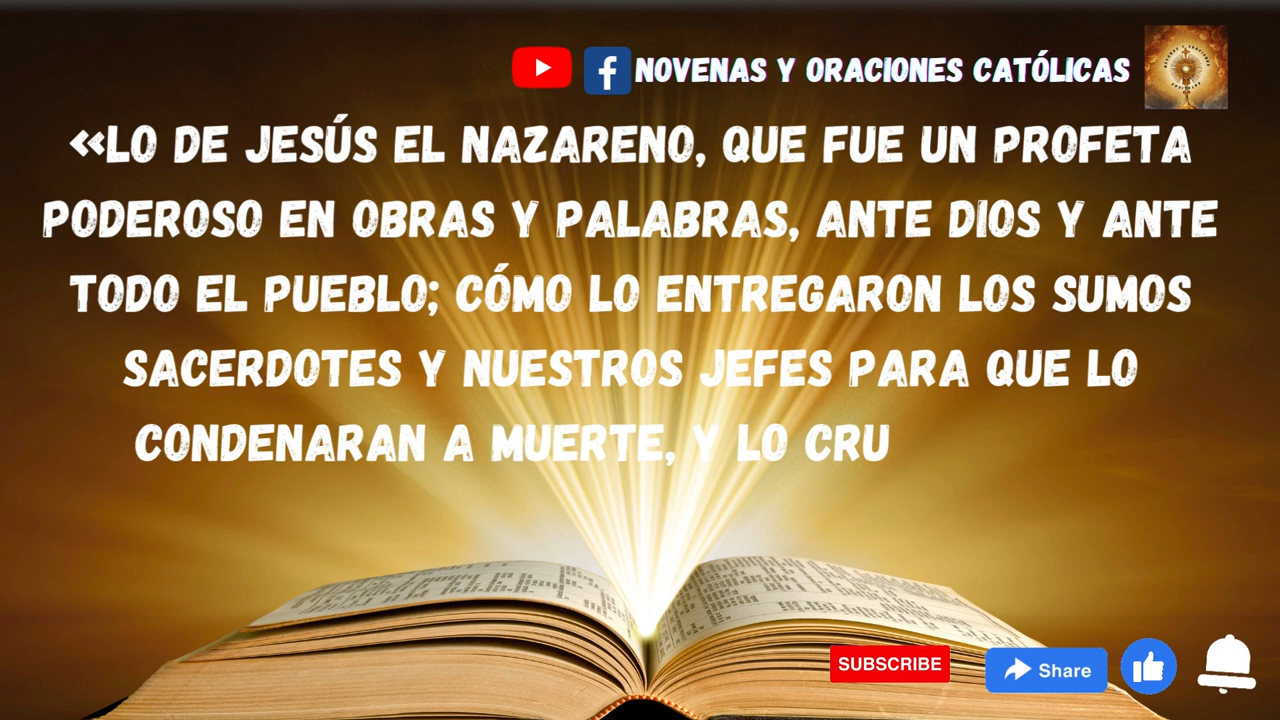 NOVENAS Y ORACIONES CATÓLICAS
«LO DE JESÚS EL NAZARENO, QUE FUE UN PROFETA
PODEROSO EN OBRAS Y PALABRAS, ANTE DIOS Y ANTE
TODO EL PUEBLO; CÓMO LO ENTREGARON LOS SUMOS
SACERDOTES Y NUESTROS JEFES PARA QUE LO
CONDENARAN A MUERTE, Y LO CRU
SUBSCRIBE
Share